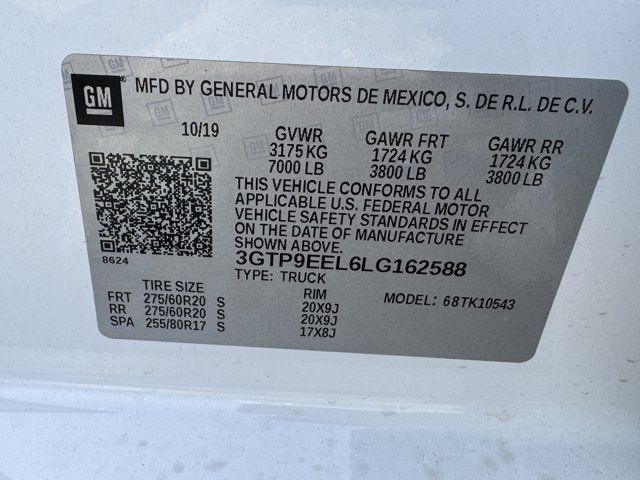 GM
MFD BY GENERAL MOTORS DE MEXICO, S. DE R.L. DE C.V.
10/19 GVWR GAWR FRT GAWR RR
3175 KG 1724 KG 1724 KG
7000 LB 3800 LB 3800 LB
THIS VEHICLE CONFORMS TO ALL
APPLICABLE U.S. FEDERAL MOTOR
VEHICLE SAFETY STANDARDS IN EFFECT
ON THE DATE OF MANUFACTURE
SHOWN ABOVE.
8624
3GTP9EEL6LG162588
TYPE: TRUCK
TIRE SIZE RIM MODEL: 68TK10543
FRT 275/60R20 S 20X9J
RR 275/60R20 S 20X9J
SPA 255/80R17 S 17X8J